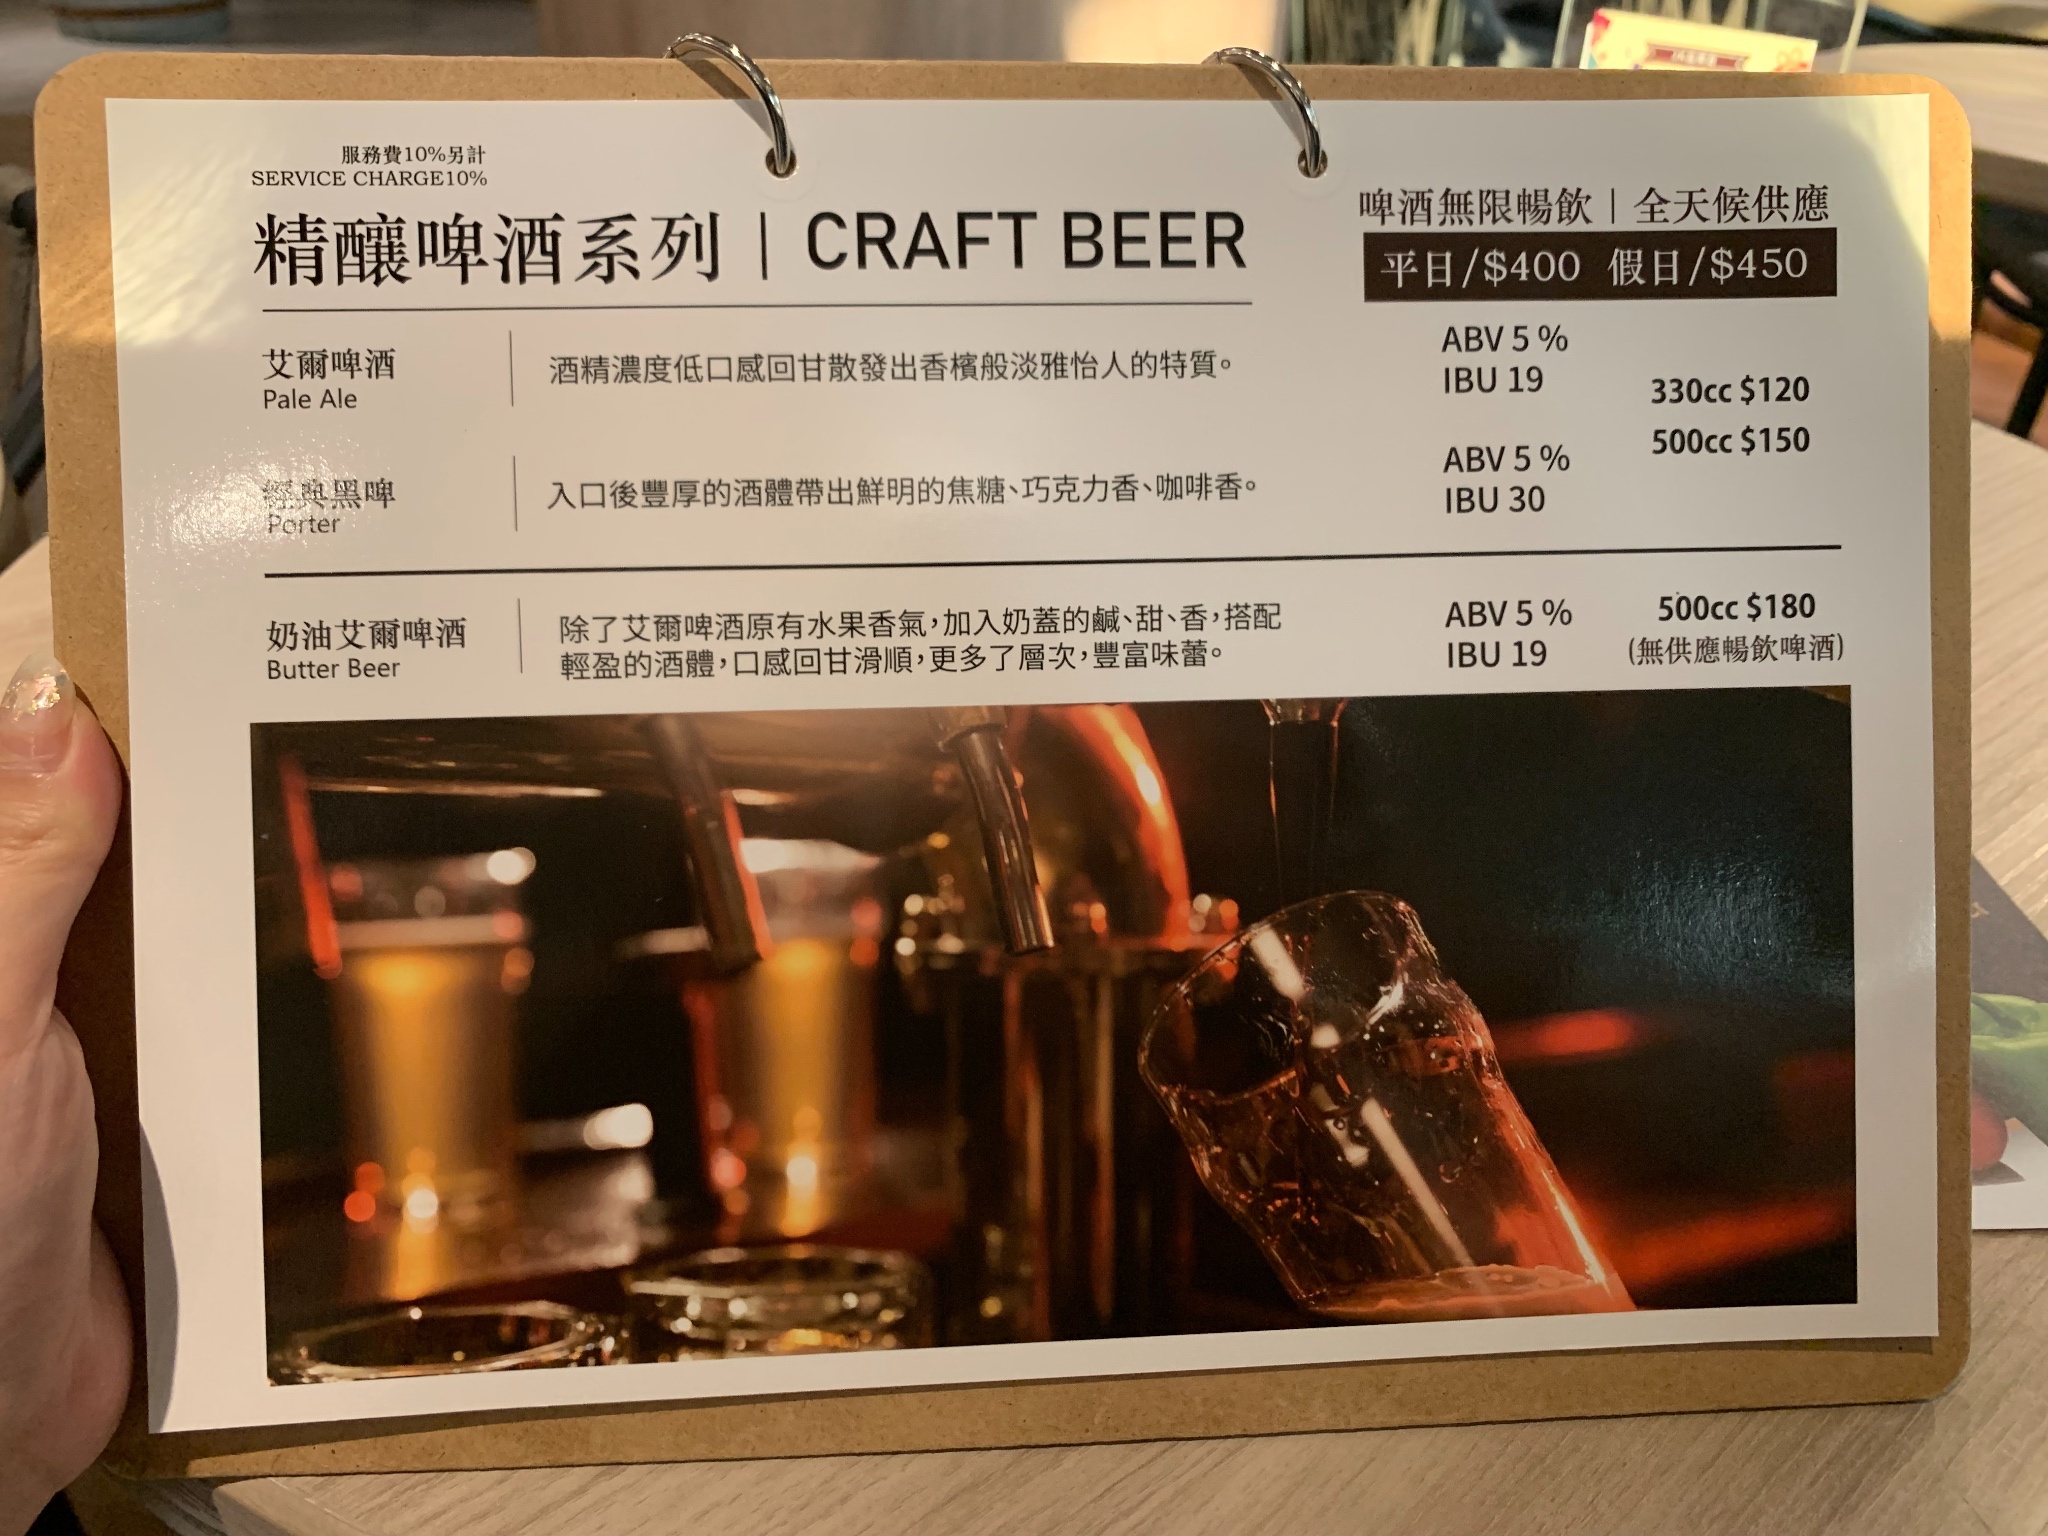 服務費10%另計
SERVICE CHARGE10%
精釀啤酒系列 | CRAFT BEER
啤酒無限暢飲 | 全天候供應
平日/$400 假日/$450
艾爾啤酒
Pale Ale
酒精濃度低口感回甘散發出香檳般淡雅怡人的特質。
ABV 5 %
IBU 19
330cc $120
500cc $150
經典黑啤
Porter
入口後豐厚的酒體帶出鮮明的焦糖、巧克力香、咖啡香。
ABV 5 %
IBU 30
奶油艾爾啤酒
Butter Beer
除了艾爾啤酒原有水果香氣,加入奶蓋的鹹、甜、香,搭配
輕盈的酒體,口感回甘滑順,更多了層次,豐富味蕾。
ABV 5 %
IBU 19
500cc $180
(無供應暢飲啤酒)